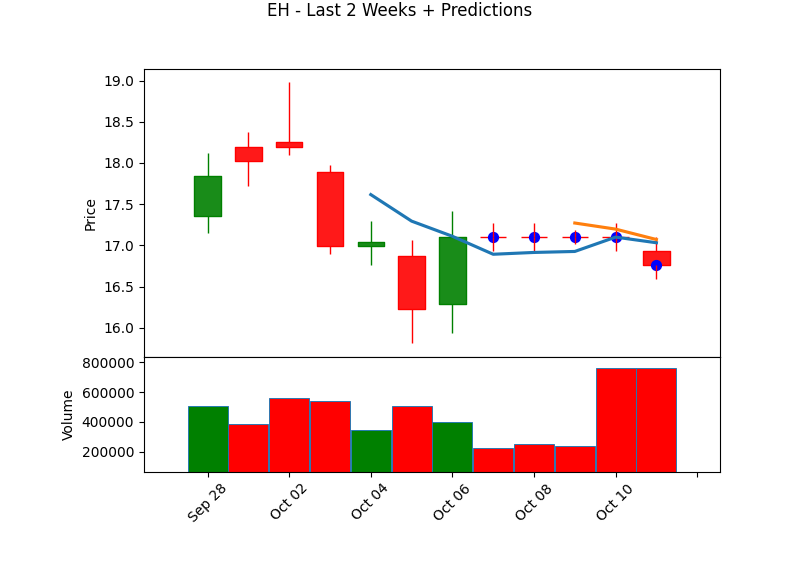 EH - Last 2 Weeks + Predictions
19.0
18.5
18.0
17.5
17.0
16.5
16.0
Price
800000
600000
400000
200000
Volume
Sep 28
Oct 02
Oct 04
Oct 06
Oct 08
Oct 10